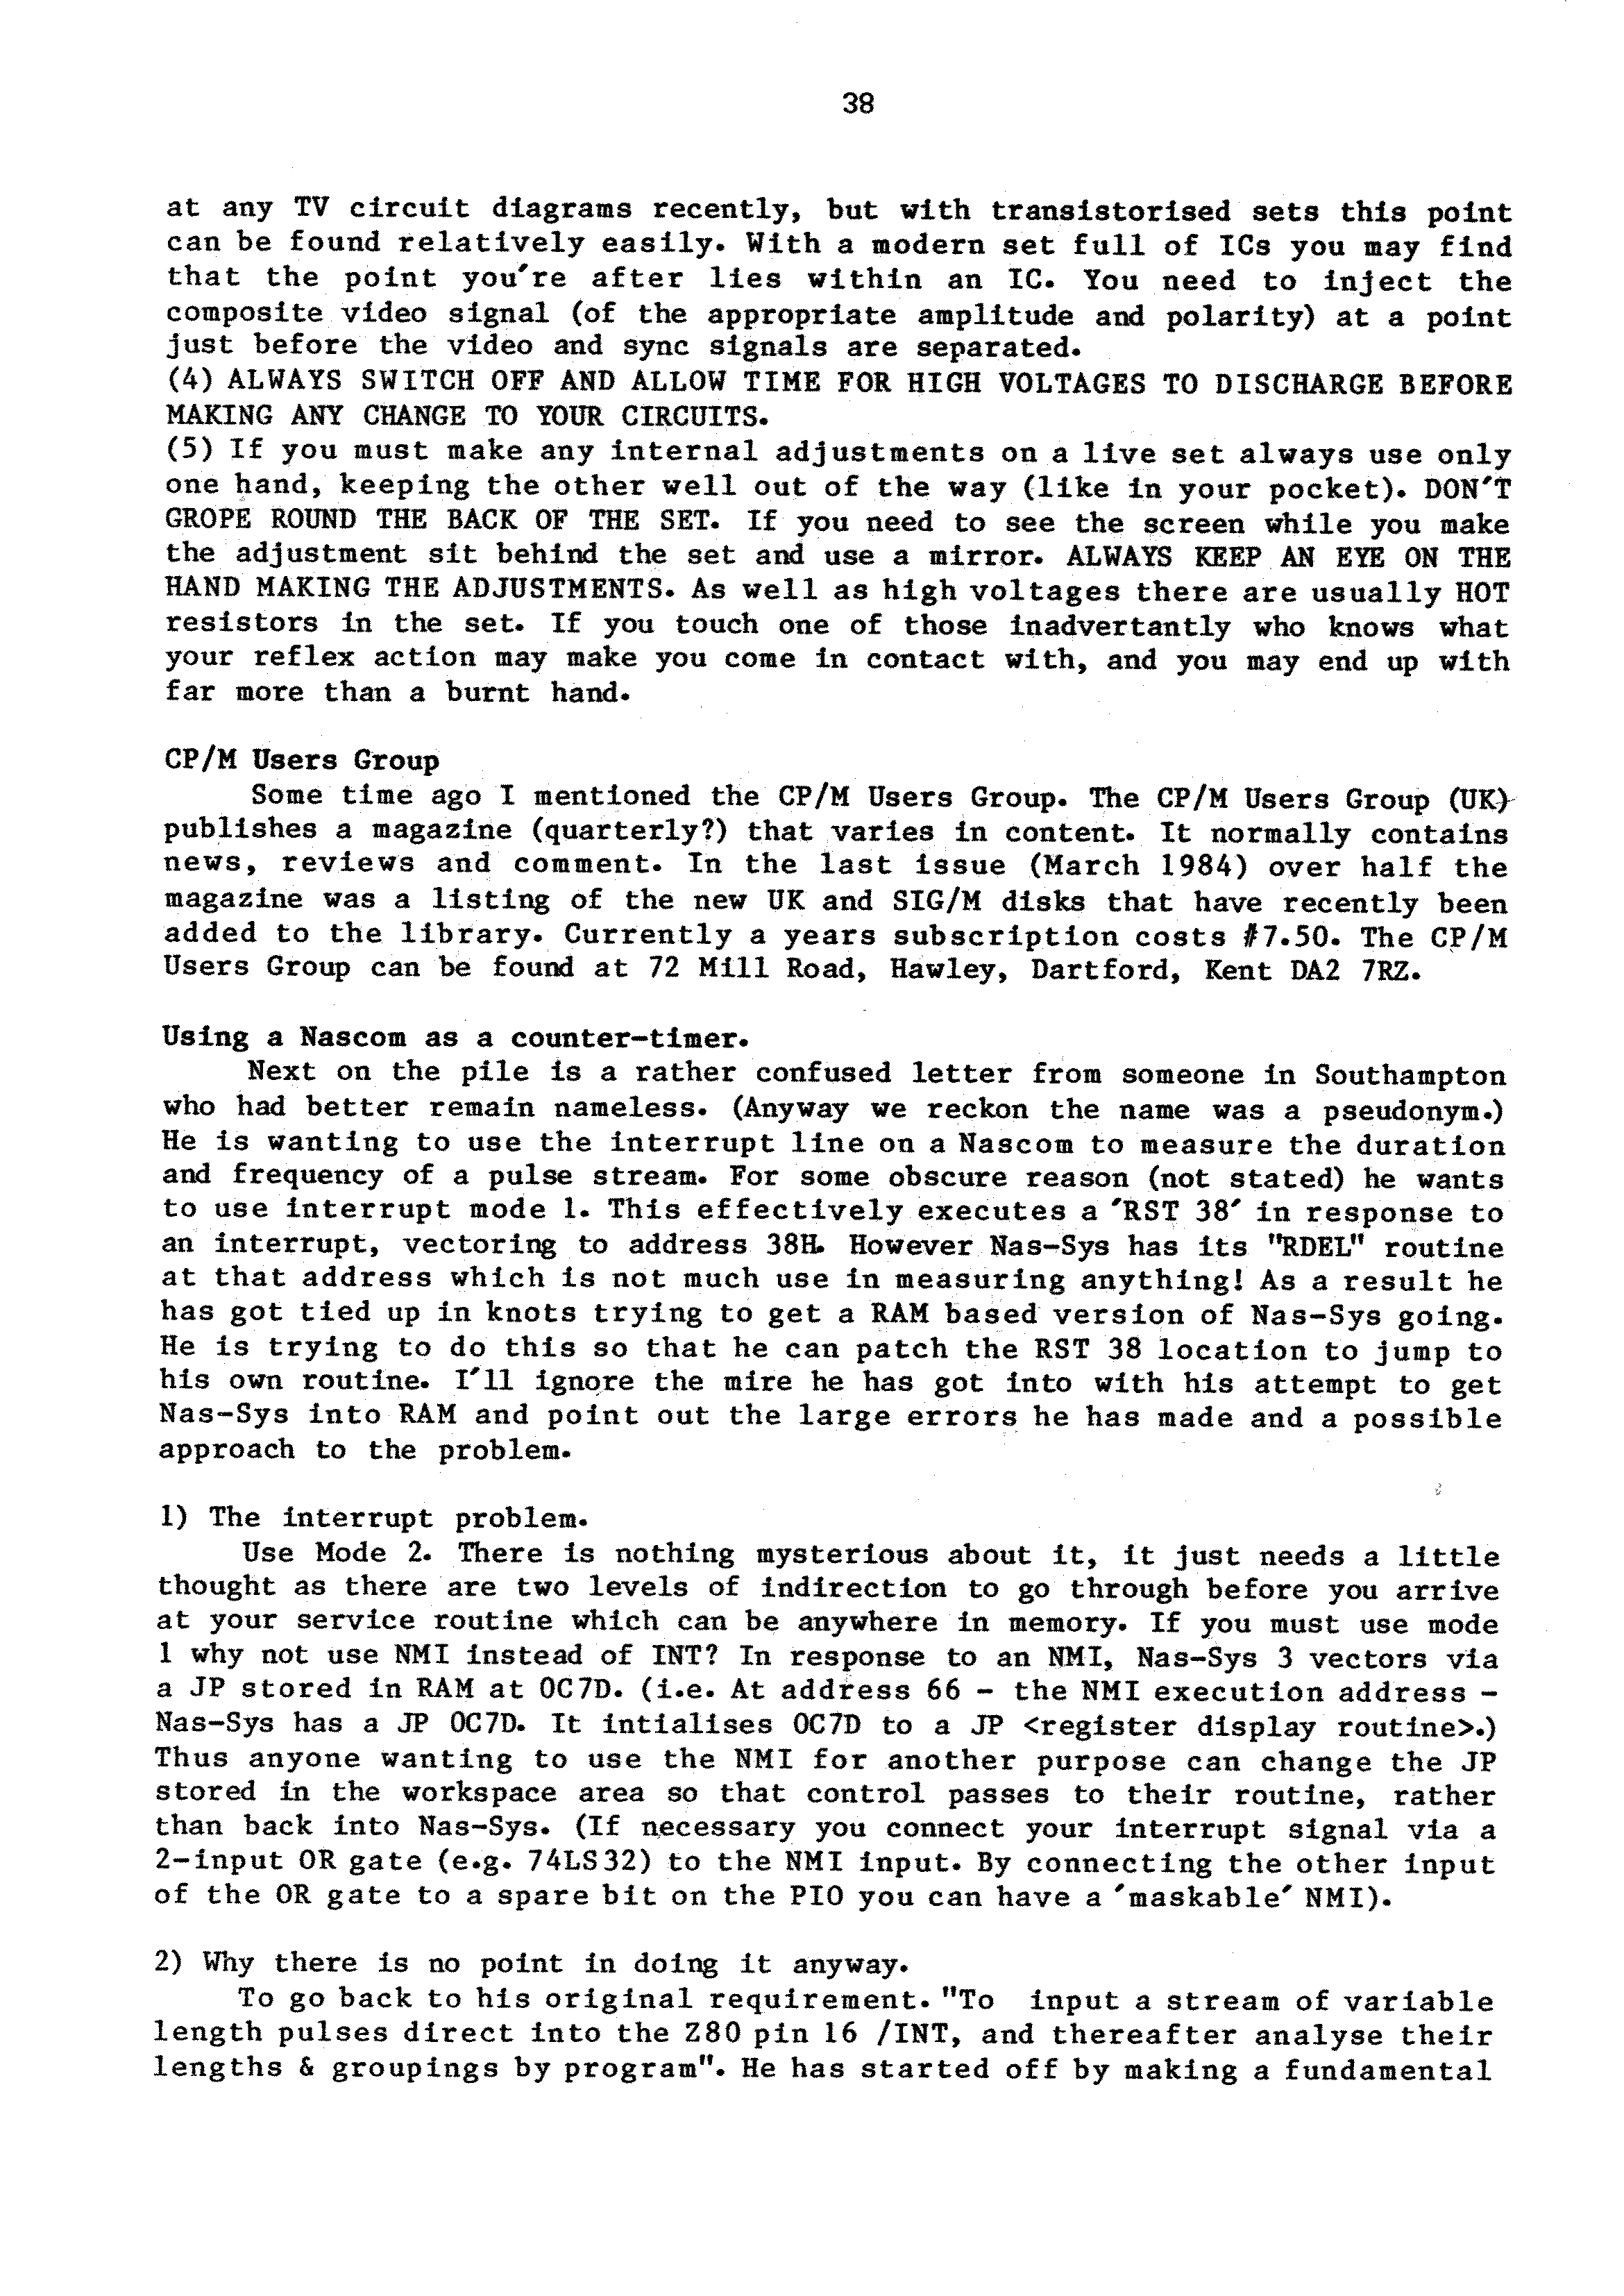 38
at any TV circuit diagrams recently, but with transistorised sets this point
can be found relatively easily. With a modern set full of ICs you may find
that the point you're after lies within an IC. You need to inject the
composite video signal (of the appropriate amplitude and polarity) at a point
just before the video and sync signals are separated.
(4) ALWAYS SWITCH OFF AND ALLOW TIME FOR HIGH VOLTAGES TO DISCHARGE BEFORE
MAKING ANY CHANGE TO YOUR CIRCUITS.
(5) If you must make any internal adjustments on a live set always use only
one hand, keeping the other well out of the way (like in your pocket). DON'T
GROPE ROUND THE BACK OF THE SET. If you need to see the screen while you make
the adjustment sit behind the set and use a mirror. ALWAYS KEEP AN EYE ON THE
HAND MAKING THE ADJUSTMENTS. As well as high voltages there are usually HOT
resistors in the set. If you touch one of those inadvertantly who knows what
your reflex action may make you come in contact with, and you may end up with
far more than a burnt hand.
CP/M Users Group
Some time ago I mentioned the CP/M Users Group. The CP/M Users Group (UK)
publishes a magazine (quarterly?) that varies in content. It normally contains
news, reviews and comment. In the last issue (March 1984) over half the
magazine was a listing of the new UK and SIG/M disks that have recently been
added to the library. Currently a years subscription costs #7.50. The CP/M
Users Group can be found at 72 Mill Road, Hawley, Dartford, Kent DA2 7RZ.
Using a Nascom as a counter-timer.
Next on the pile is a rather confused letter from someone in Southampton
who had better remain nameless. (Anyway we reckon the name was a pseudonym.)
He is wanting to use the interrupt line on a Nascom to measure the duration
and frequency of a pulse stream. For some obscure reason (not stated) he wants
to use interrupt mode 1. This effectively executes a 'RST 38' in response to
an interrupt, vectoring to address 38H. However Nas-Sys has its "RDEL" routine
at that address which is not much use in measuring anything! As a result he
has got tied up in knots trying to get a RAM based version of Nas-Sys going.
He is trying to do this so that he can patch the RST 38 location to jump to
his own routine. I'll ignore the mire he has got into with his attempt to get
Nas-Sys into RAM and point out the large errors he has made and a possible
approach to the problem.
1) The interrupt problem.
Use Mode 2. There is nothing mysterious about it, it just needs a little
thought as there are two levels of indirection to go through before you arrive
at your service routine which can be anywhere in memory. If you must use mode
1 why not use NMI instead of INT? In response to an NMI, Nas-Sys 3 vectors via
a JP stored in RAM at 0C7D. (i.e. At address 66 - the NMI execution address -
Nas-Sys has a JP 0C7D. It intialises 0C7D to a JP <register display routine>.)
Thus anyone wanting to use the NMI for another purpose can change the JP
stored in the workspace area so that control passes to their routine, rather
than back into Nas-Sys. (If necessary you connect your interrupt signal via a
2-input OR gate (e.g. 74LS32) to the NMI input. By connecting the other input
of the OR gate to a spare bit on the PIO you can have a 'maskable' NMI).
2) Why there is no point in doing it anyway.
To go back to his original requirement. "To input a stream of variable
length pulses direct into the Z80 pin 16 /INT, and thereafter analyse their
lengths & groupings by program". He has started off by making a fundamental